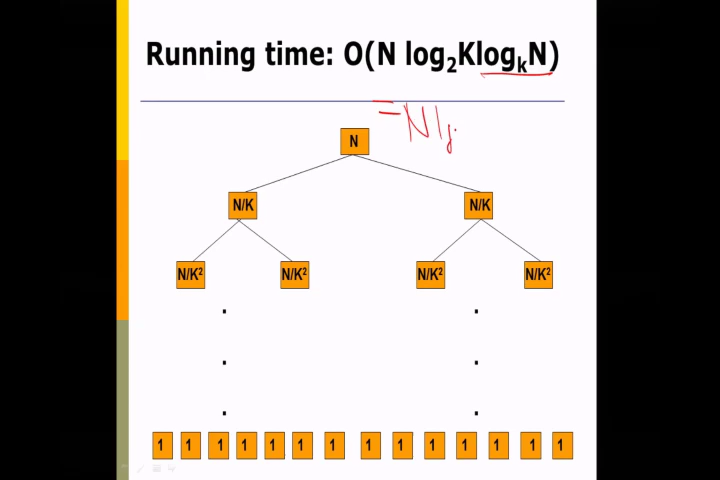 Running time: O(N log₂KlogₖN)
= N l
N
N/K N/K
N/K² N/K² N/K² N/K²
. .
. .
. .
1 1 1 1 1 1 1 1 1 1 1 1 1 1